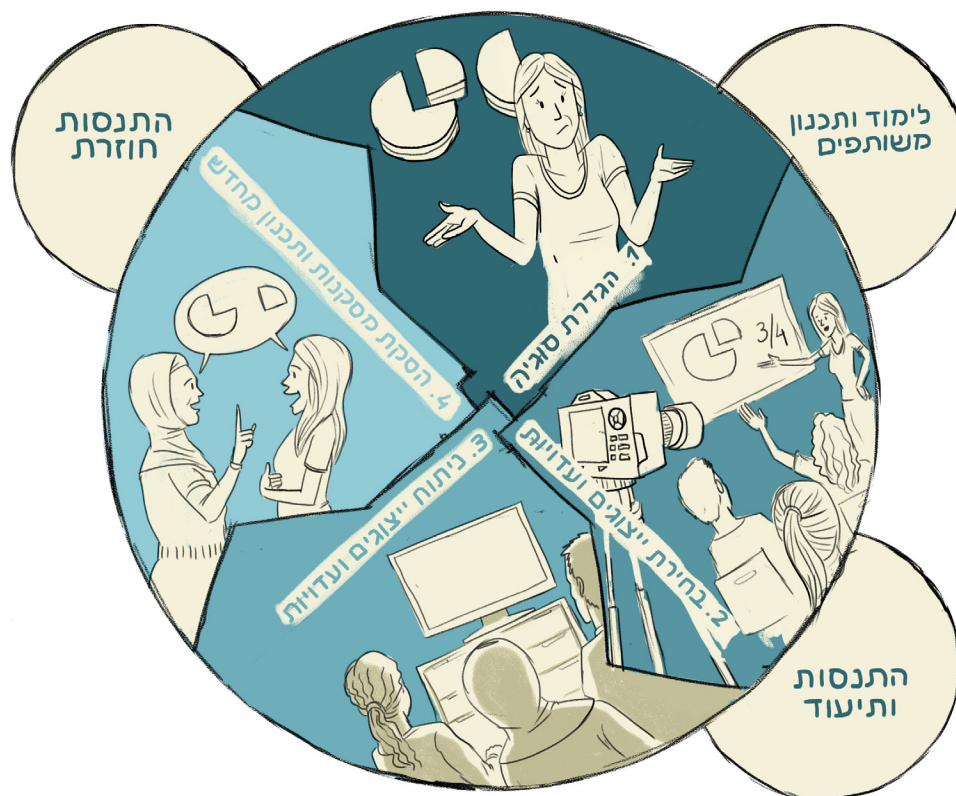 לימוד ותכנון
משותפים
התנסות
חוזרת
1. הגדרת סוגיה
3/4
2. בחירת ייצוגים ועדויות
3. ניתוח ייצוגים ועדויות
4. הסקת מסקנות ותכנון מחדש
התנסות
ותיעוד